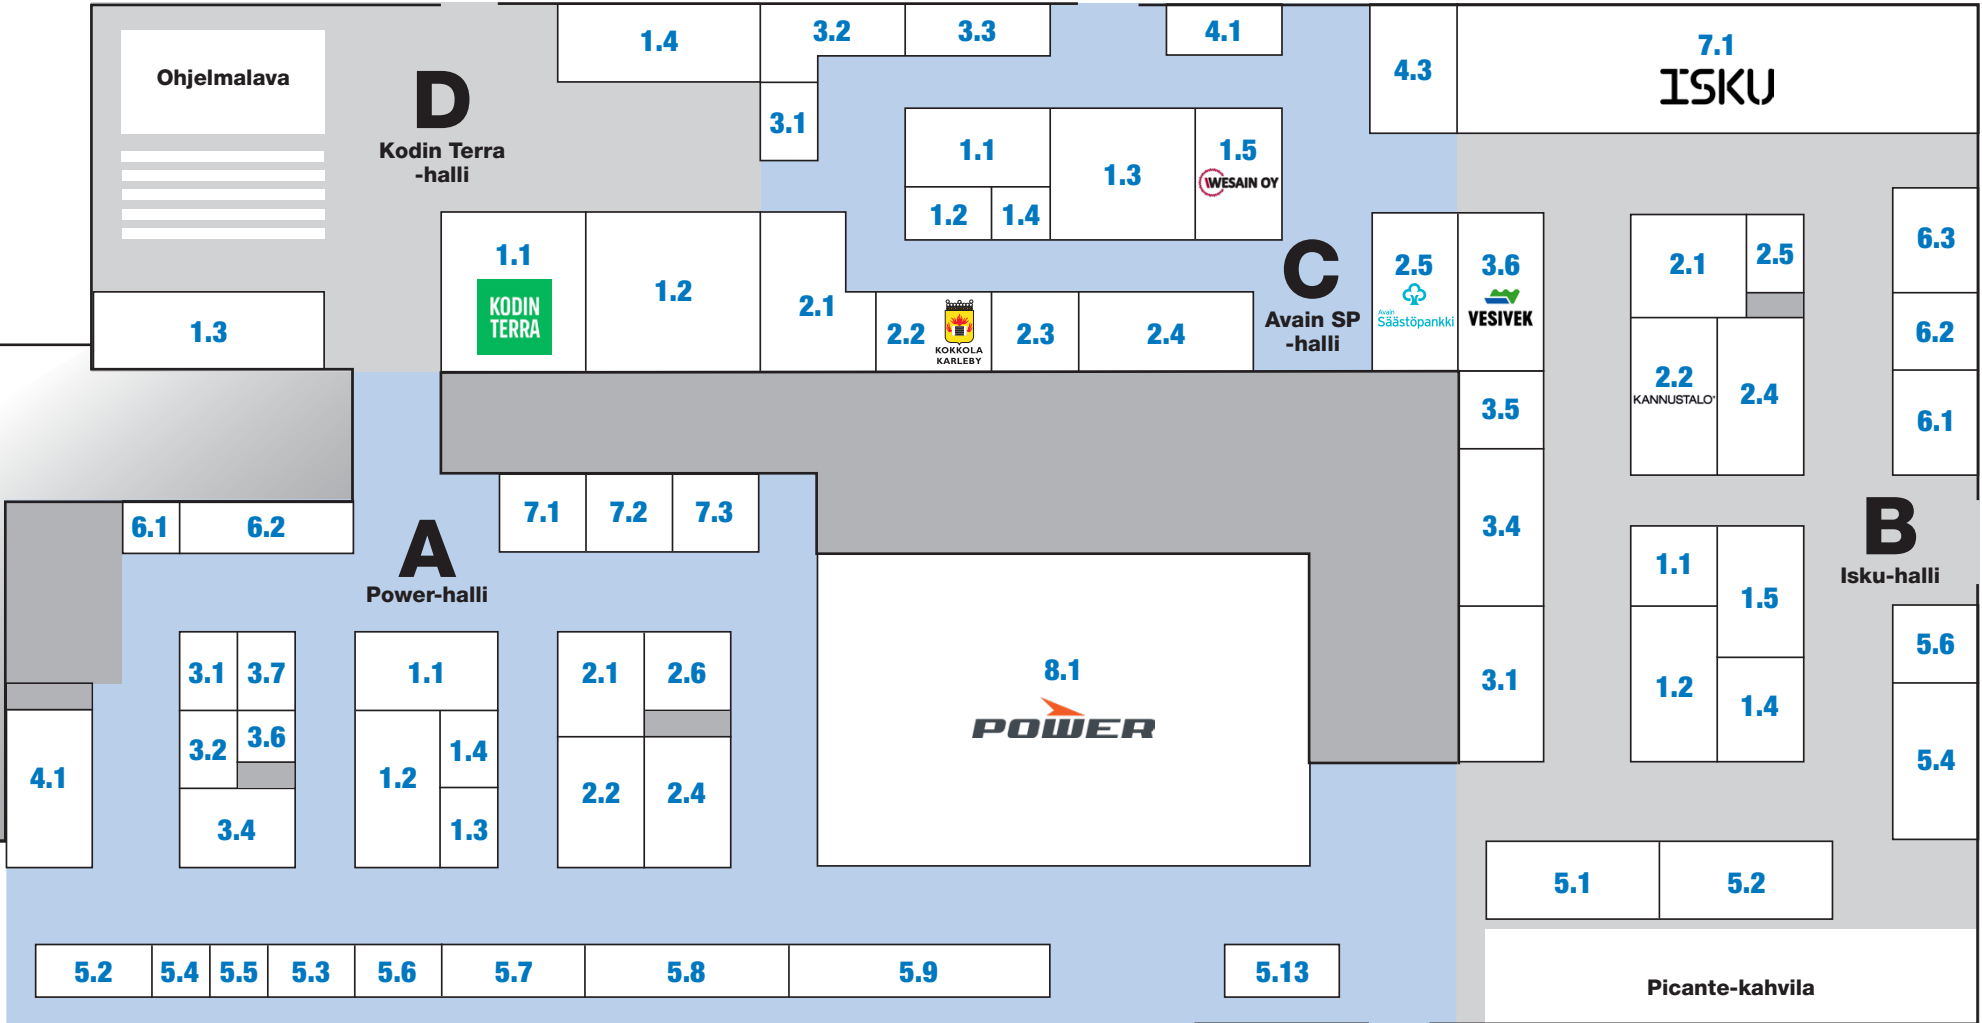 1.4
3.2
3.3
4.1
4.3
7.1
ISKU
Ohjelmalava
D
Kodin Terra
-halli
3.1
1.1
1.2
1.4
1.3
1.5
WESAIN OY
1.3
1.1
KODIN
TERRA
1.2
2.1
2.2
KOKKOLA
KARLEBY
2.3
2.4
C
Avain SP
-halli
2.5
Avain
Säästöpankki
3.6
VESIVEK
3.5
3.4
3.1
2.1
2.5
2.2
KANNUSTALO
2.4
6.3
6.2
6.1
B
Isku-halli
1.1
1.5
1.2
1.4
5.6
5.4
5.1
5.2
Picante-kahvila
6.1
6.2
A
Power-halli
7.1
7.2
7.3
8.1
POWER
4.1
3.1
3.7
3.2
3.6
3.4
1.1
1.2
1.4
1.3
2.1
2.6
2.2
2.4
5.2
5.4
5.5
5.3
5.6
5.7
5.8
5.9
5.13